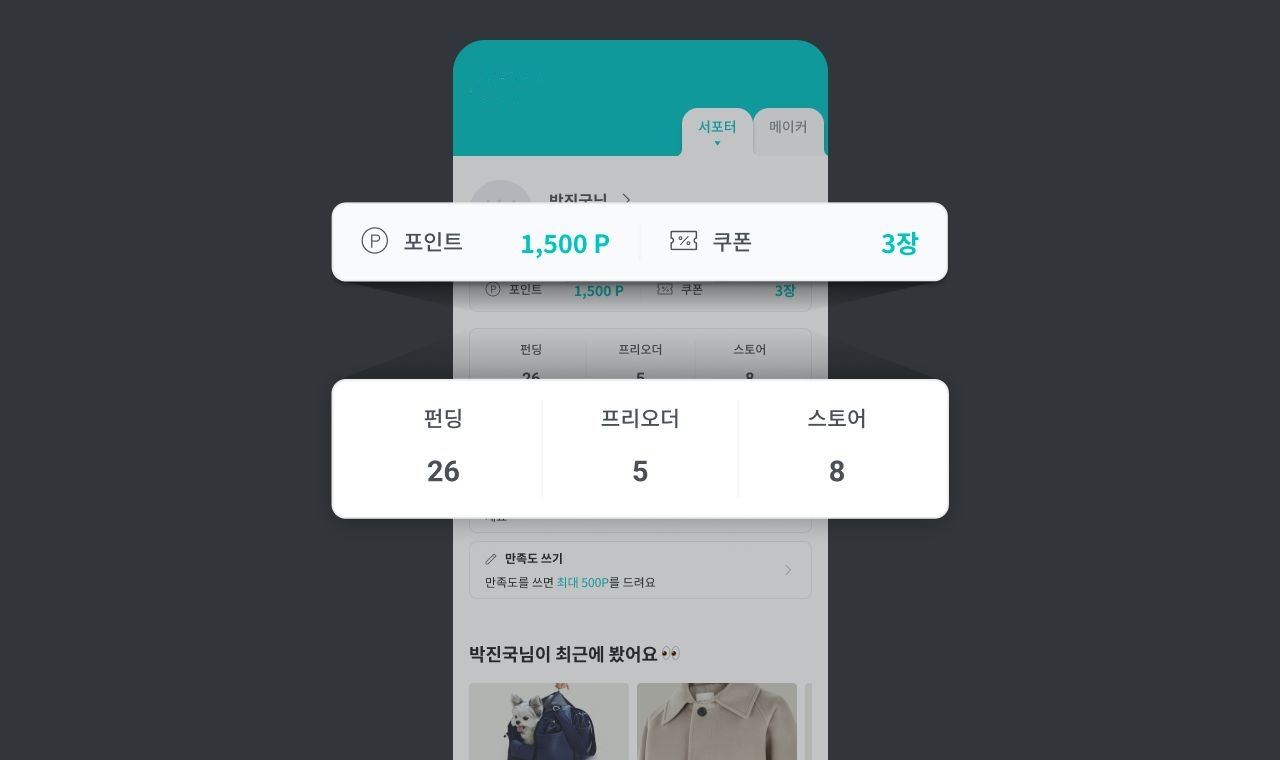 서포터
메이커
박진국님
포인트 1,500 P 쿠폰 3장
포인트 1,500 P 쿠폰 3장
펀딩 프리오더 스토어
26 5 8
펀딩 프리오더 스토어
26 5 8
만족도 쓰기
만족도를 쓰면 최대 500P를 드려요
박진국님이 최근에 봤어요